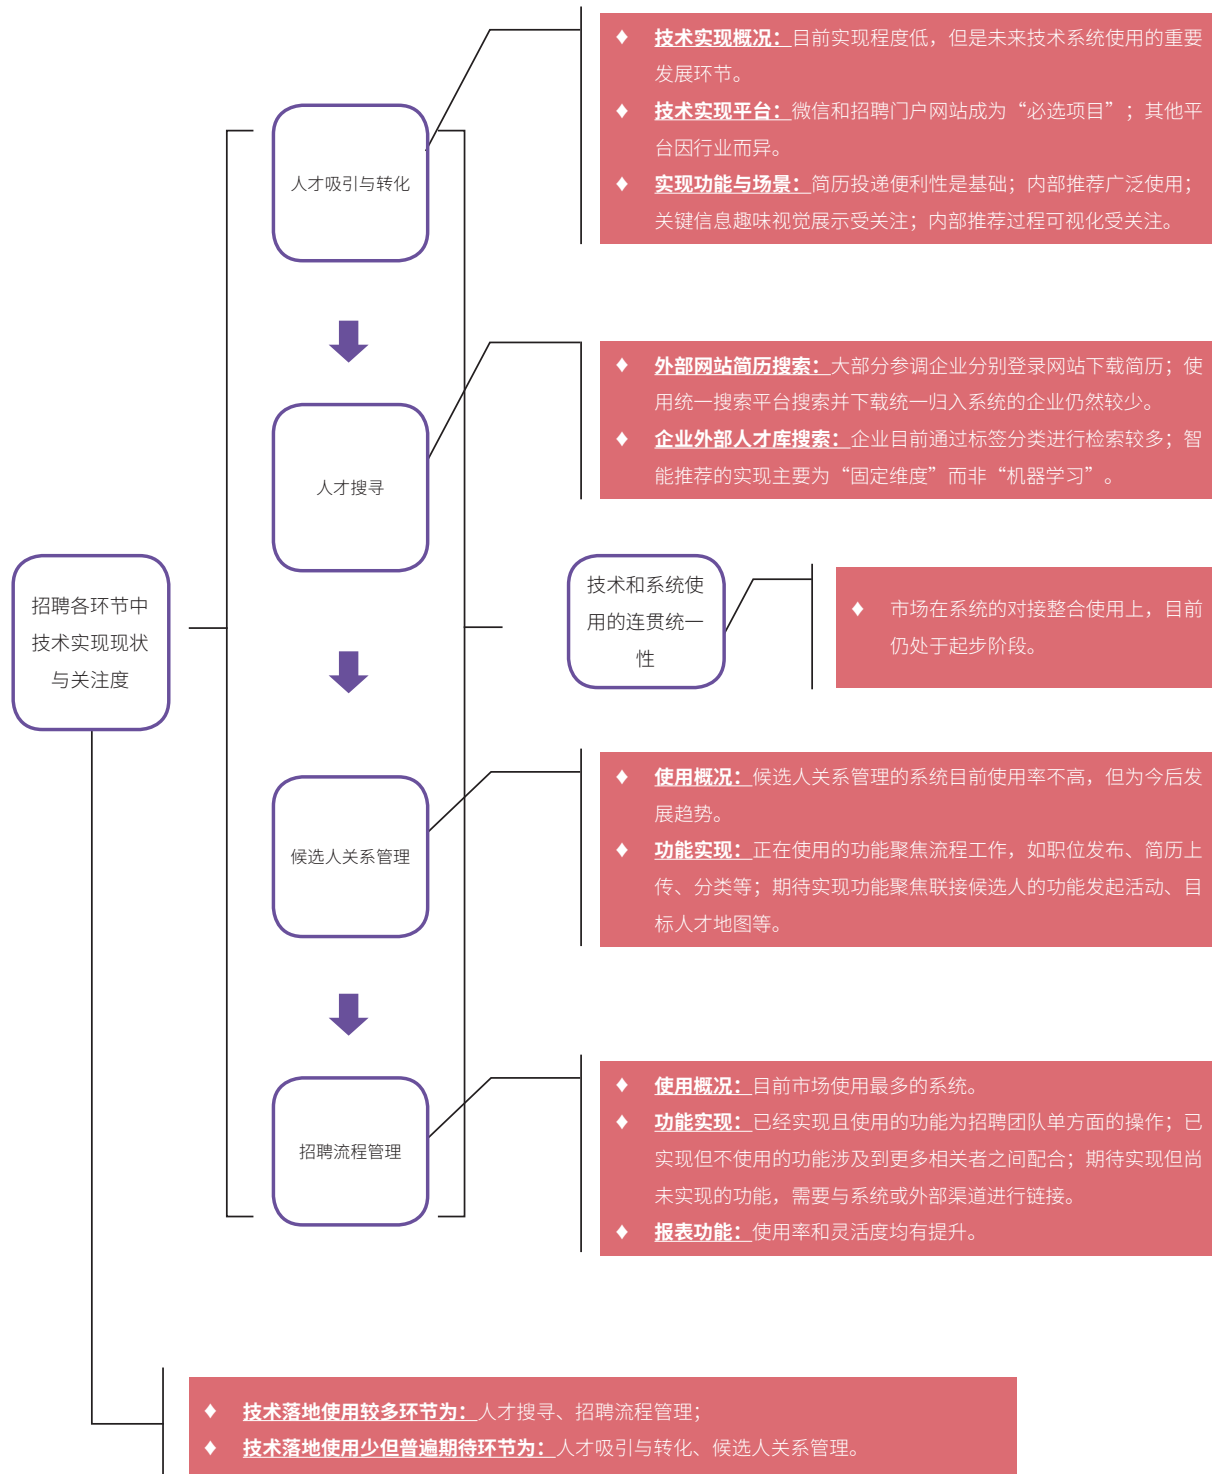 技术实现概况：目前实现程度低，但是未来技术系统使用的重要
发展环节。
技术实现平台：微信和招聘门户网站成为“必选项目”；其他平
台因行业而异。
实现功能与场景：简历投递便利性是基础；内部推荐广泛使用；
关键信息趣味视觉展示受关注；内部推荐过程可视化受关注。
人才吸引与转化
外部网站简历搜索：大部分参调企业分别登录网站下载简历；使
用统一搜索平台搜索并下载统一归入系统的企业仍然较少。
企业外部人才库搜索：企业目前通过标签分类进行检索较多；智
能推荐的实现主要为“固定维度”而非“机器学习”。
人才搜寻
招聘各环节中
技术实现现状
与关注度
技术和系统使
用的连贯统一
性
市场在系统的对接整合使用上，目前
仍处于起步阶段。
使用概况：候选人关系管理的系统目前使用率不高，但为今后发
展趋势。
功能实现：正在使用的功能聚焦流程工作，如职位发布、简历上
传、分类等；期待实现功能聚焦联接候选人的功能发起活动、目
标人才地图等。
候选人关系管理
使用概况：目前市场使用最多的系统。
功能实现：已经实现且使用的功能为招聘团队单方面的操作；已
实现但不使用的功能涉及到更多相关者之间配合；期待实现但尚
未实现的功能，需要与系统或外部渠道进行链接。
报表功能：使用率和灵活度均有提升。
招聘流程管理
技术落地使用较多环节为：人才搜寻、招聘流程管理；
技术落地使用少但普遍期待环节为：人才吸引与转化、候选人关系管理。